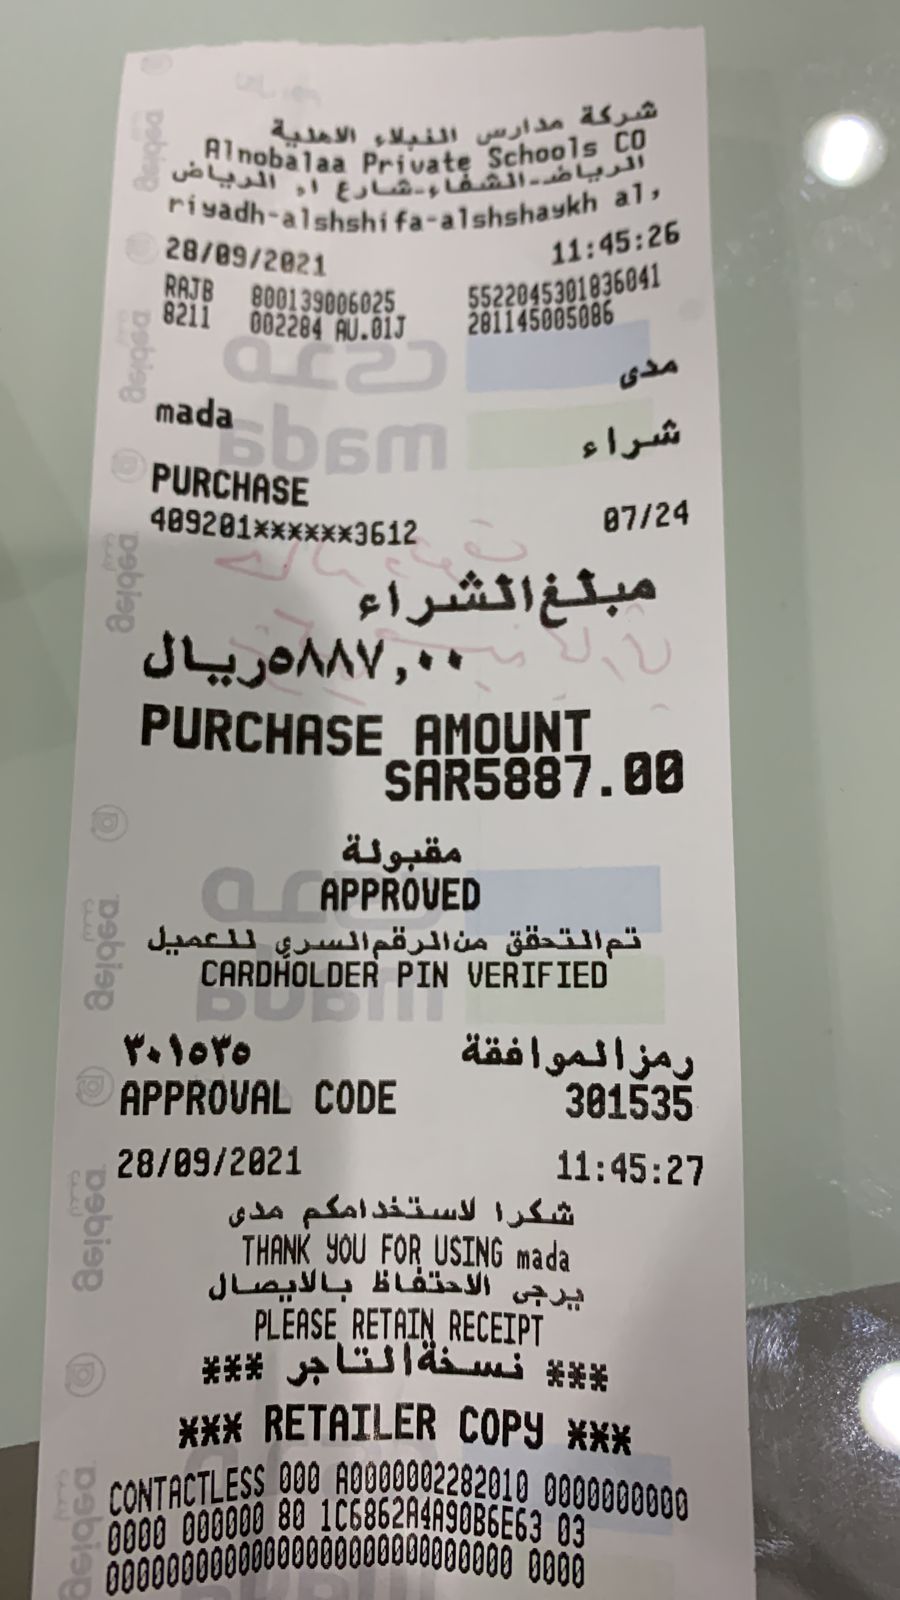 شركة مدارس النبلاء الاهلية
Alnobalaa Private Schools CO
الرياض-الشفاء-شارع ا، الرياض
riyadh-alshshifa-alshshaykh al,
28/09/2021 11:45:26
RAJB 800139006025 5522045301836041
8211 002284 AU.01J 281145005086
مدى
mada
شراء
PURCHASE
409201******3612 07/24
مبلغ الشراء
٥٨٨٧,٠٠ ريال
PURCHASE AMOUNT
SAR5887.00
مقبولة
APPROVED
تم التحقق من الرقم السري للعميل
CARDHOLDER PIN VERIFIED
رمز الموافقة ٣٠١٥٣٥
APPROVAL CODE 301535
28/09/2021 11:45:27
شكرا لاستخدامكم مدى
THANK YOU FOR USING mada
يرجى الاحتفاظ بالايصال
PLEASE RETAIN RECEIPT
*** نسخة التاجر ***
*** RETAILER COPY ***
CONTACTLESS 000 A0000002282010 0000000000
0000 000000 80 1C6862A4A90B6E63 03
00000000000000000000000000000 0000